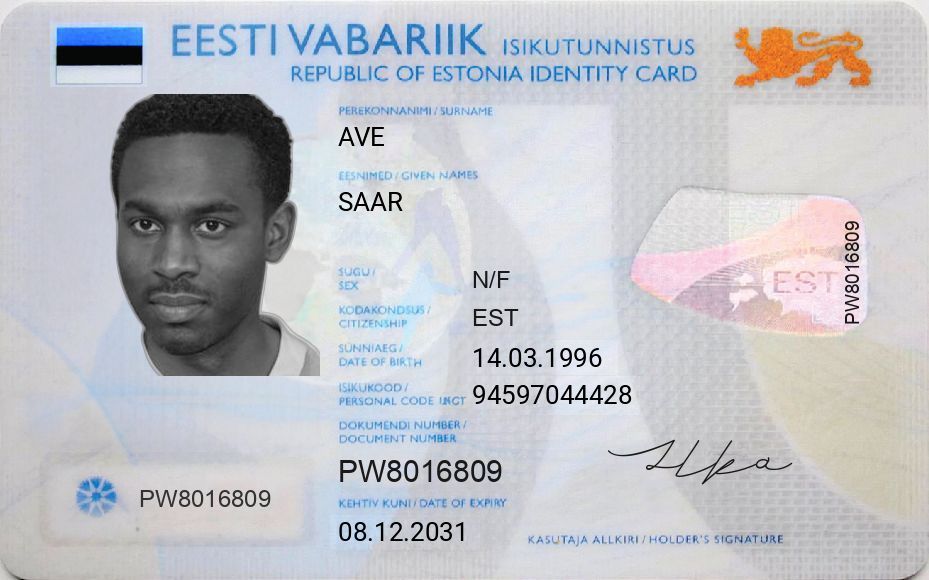 EESTI VABARIIK ISIKUTUNNISTUS
REPUBLIC OF ESTONIA IDENTITY CARD
PEREKONNANIMI / SURNAME
AVE
EESNIMED / GIVEN NAMES
SAAR
SUGU /
SEX
N/F
KODAKONDSUS /
CITIZENSHIP
EST
SÜNNIAEG /
DATE OF BIRTH
14.03.1996
ISIKUKOOD /
PERSONAL CODE
94597044428
DOKUMENDI NUMBER /
DOCUMENT NUMBER
PW8016809
KEHTIV KUNI / DATE OF EXPIRY
08.12.2031
PW8016809
EST
PW8016809
KASUTAJA ALLKIRI / HOLDER'S SIGNATURE